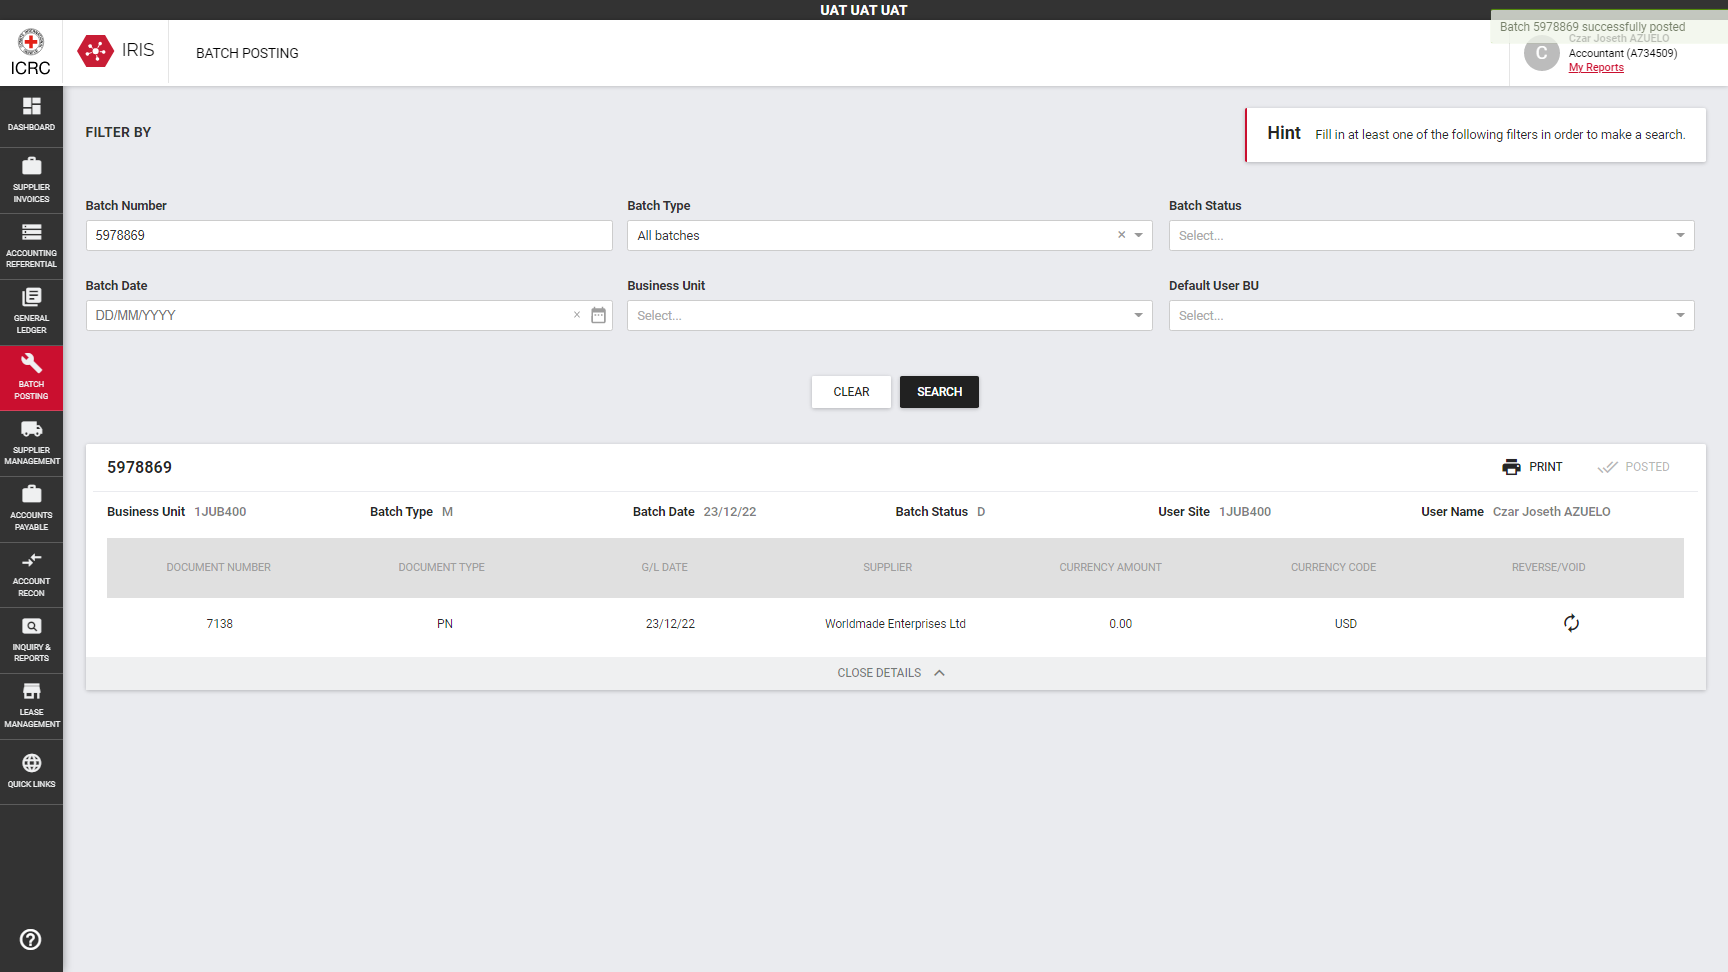 UAT UAT UAT
ICRC
IRIS
BATCH POSTING
Batch 5978869 successfully posted
Czar Joseth AZUELO
C
Accountant (A734509)
My Reports
DASHBOARD
SUPPLIER
INVOICES
ACCOUNTING
REFERENTIAL
GENERAL
LEDGER
BATCH
POSTING
SUPPLIER
MANAGEMENT
ACCOUNTS
PAYABLE
ACCOUNT
RECON
INQUIRY &
REPORTS
LEASE
MANAGEMENT
QUICK LINKS
FILTER BY
Hint Fill in at least one of the following filters in order to make a search.
Batch Number Batch Type Batch Status
5978869 All batches Select...
Batch Date Business Unit Default User BU
DD/MM/YYYY Select... Select...
CLEAR SEARCH
5978869 PRINT POSTED
Business Unit 1JUB400 Batch Type M Batch Date 23/12/22 Batch Status D User Site 1JUB400 User Name Czar Joseth AZUELO
DOCUMENT NUMBER DOCUMENT TYPE G/L DATE SUPPLIER CURRENCY AMOUNT CURRENCY CODE REVERSE/VOID
7138 PN 23/12/22 Worldmade Enterprises Ltd 0.00 USD
CLOSE DETAILS